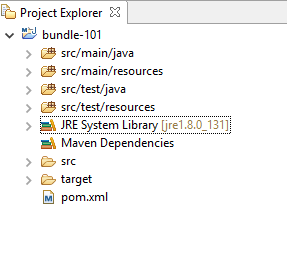 Project Explorer
bundle-101
src/main/java
src/main/resources
src/test/java
src/test/resources
JRE System Library [jre1.8.0_131]
Maven Dependencies
src
target
pom.xml